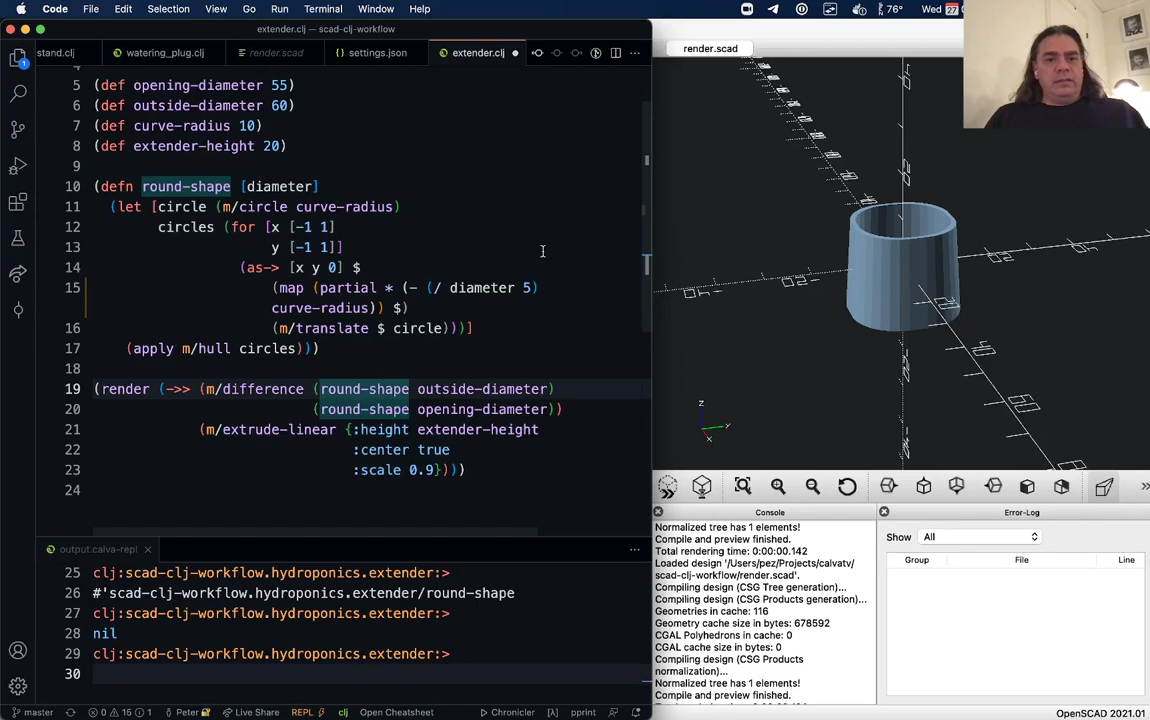 Code File Edit Selection View Go Run Terminal Window Help
76° Wed 27
extender.clj — scad-clj-workflow
stand.clj watering_plug.clj render.scad settings.json extender.clj
render.scad
5 (def opening-diameter 55)
6 (def outside-diameter 60)
7 (def curve-radius 10)
8 (def extender-height 20)
9
10 (defn round-shape [diameter]
11 (let [circle (m/circle curve-radius)
12 circles (for [x [-1 1]
13 y [-1 1]]
14 (as-> [x y 0] $
15 (map (partial * (- (/ diameter 5)
curve-radius)) $)
16 (m/translate $ circle)))]
17 (apply m/hull circles)))
18
19 (render (->> (m/difference (round-shape outside-diameter)
20 (round-shape opening-diameter))
21 (m/extrude-linear {:height extender-height
22 :center true
23 :scale 0.9})))
24
z
y
x
output.calva-repl
25 clj:scad-clj-workflow.hydroponics.extender:>
26 #'scad-clj-workflow.hydroponics.extender/round-shape
27 clj:scad-clj-workflow.hydroponics.extender:>
28 nil
29 clj:scad-clj-workflow.hydroponics.extender:>
30
Console
Normalized tree has 1 elements!
Compile and preview finished.
Total rendering time: 0:00:00.142
Loaded design '/Users/pez/Projects/calvatv/
scad-clj-workflow/render.scad'.
Compiling design (CSG Tree generation)...
Compiling design (CSG Products generation)...
Geometries in cache: 116
Geometry cache size in bytes: 678592
CGAL Polyhedrons in cache: 0
CGAL cache size in bytes: 0
Compiling design (CSG Products
normalization)...
Normalized tree has 1 elements!
Compile and preview finished.
Error-Log
Show All
Group File Line
master 0 15 1 Peter Live Share REPL clj Open Cheatsheet Chronicler [λ] pprint
OpenSCAD 2021.01